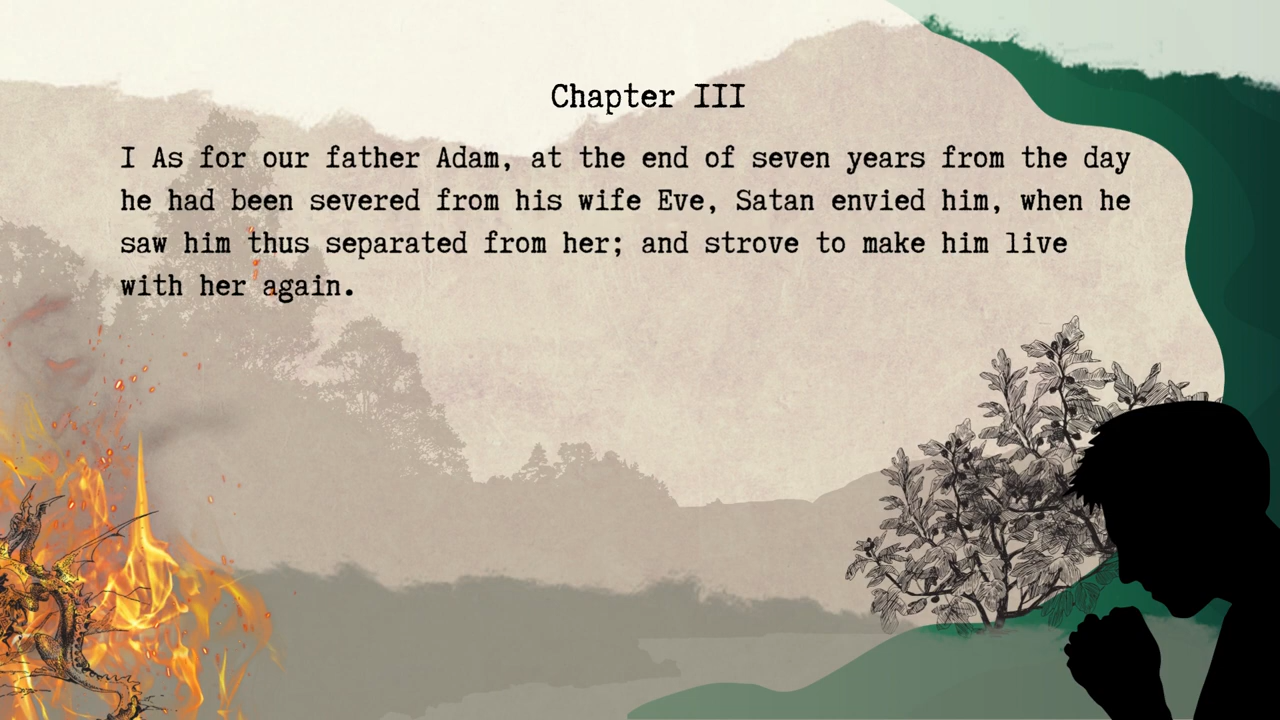 Chapter III
I As for our father Adam, at the end of seven years from the day
he had been severed from his wife Eve, Satan envied him, when he
saw him thus separated from her; and strove to make him live
with her again.